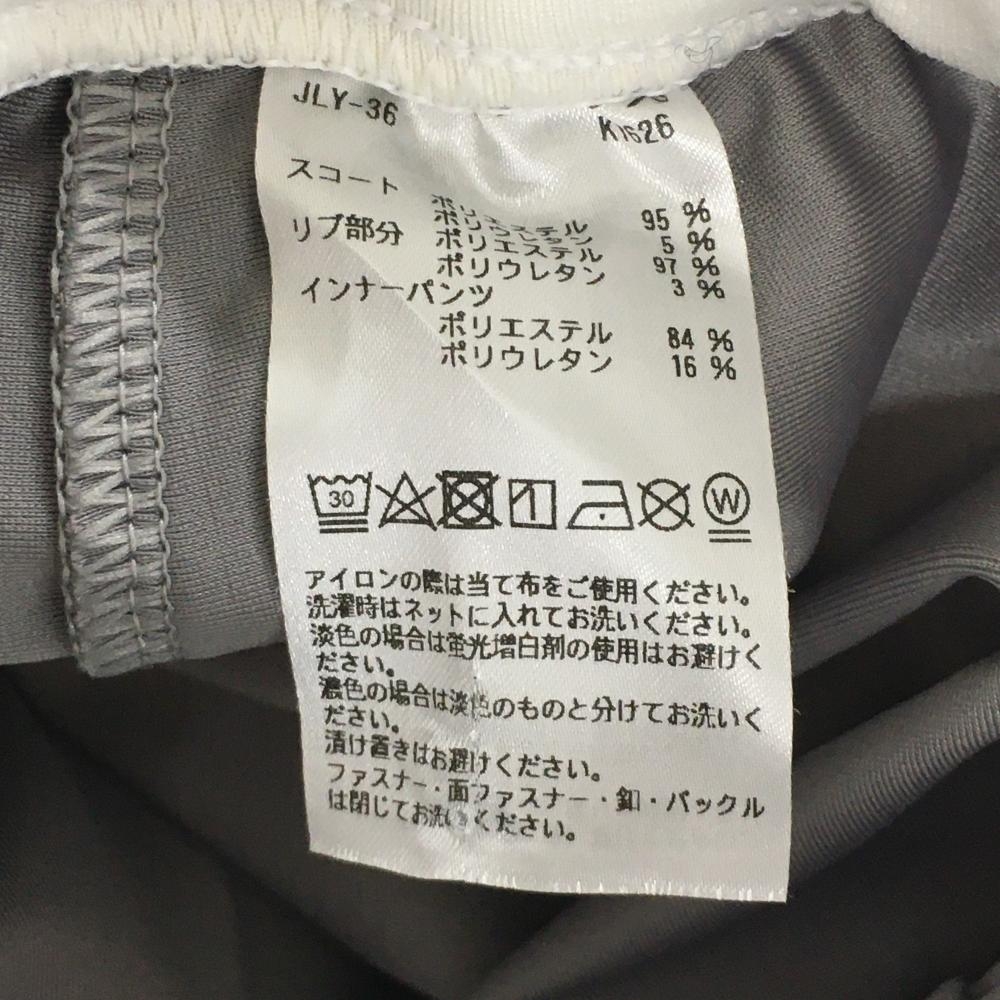 JLY-36
K1626
スコート
ポリエステル 95 %
ポリウレタン 5 %
リブ部分 ポリエステル 97 %
ポリウレタン 3 %
インナーパンツ
ポリエステル 84 %
ポリウレタン 16 %
30 W
アイロンの際は当て布をご使用ください。
洗濯時はネットに入れてお洗いください。
淡色の場合は蛍光増白剤の使用はお避けく
ださい。
濃色の場合は淡色のものと分けてお洗いく
ださい。
漬け置きはお避けください。
ファスナー・面ファスナー・釦・バックル
は閉じてお洗いください。